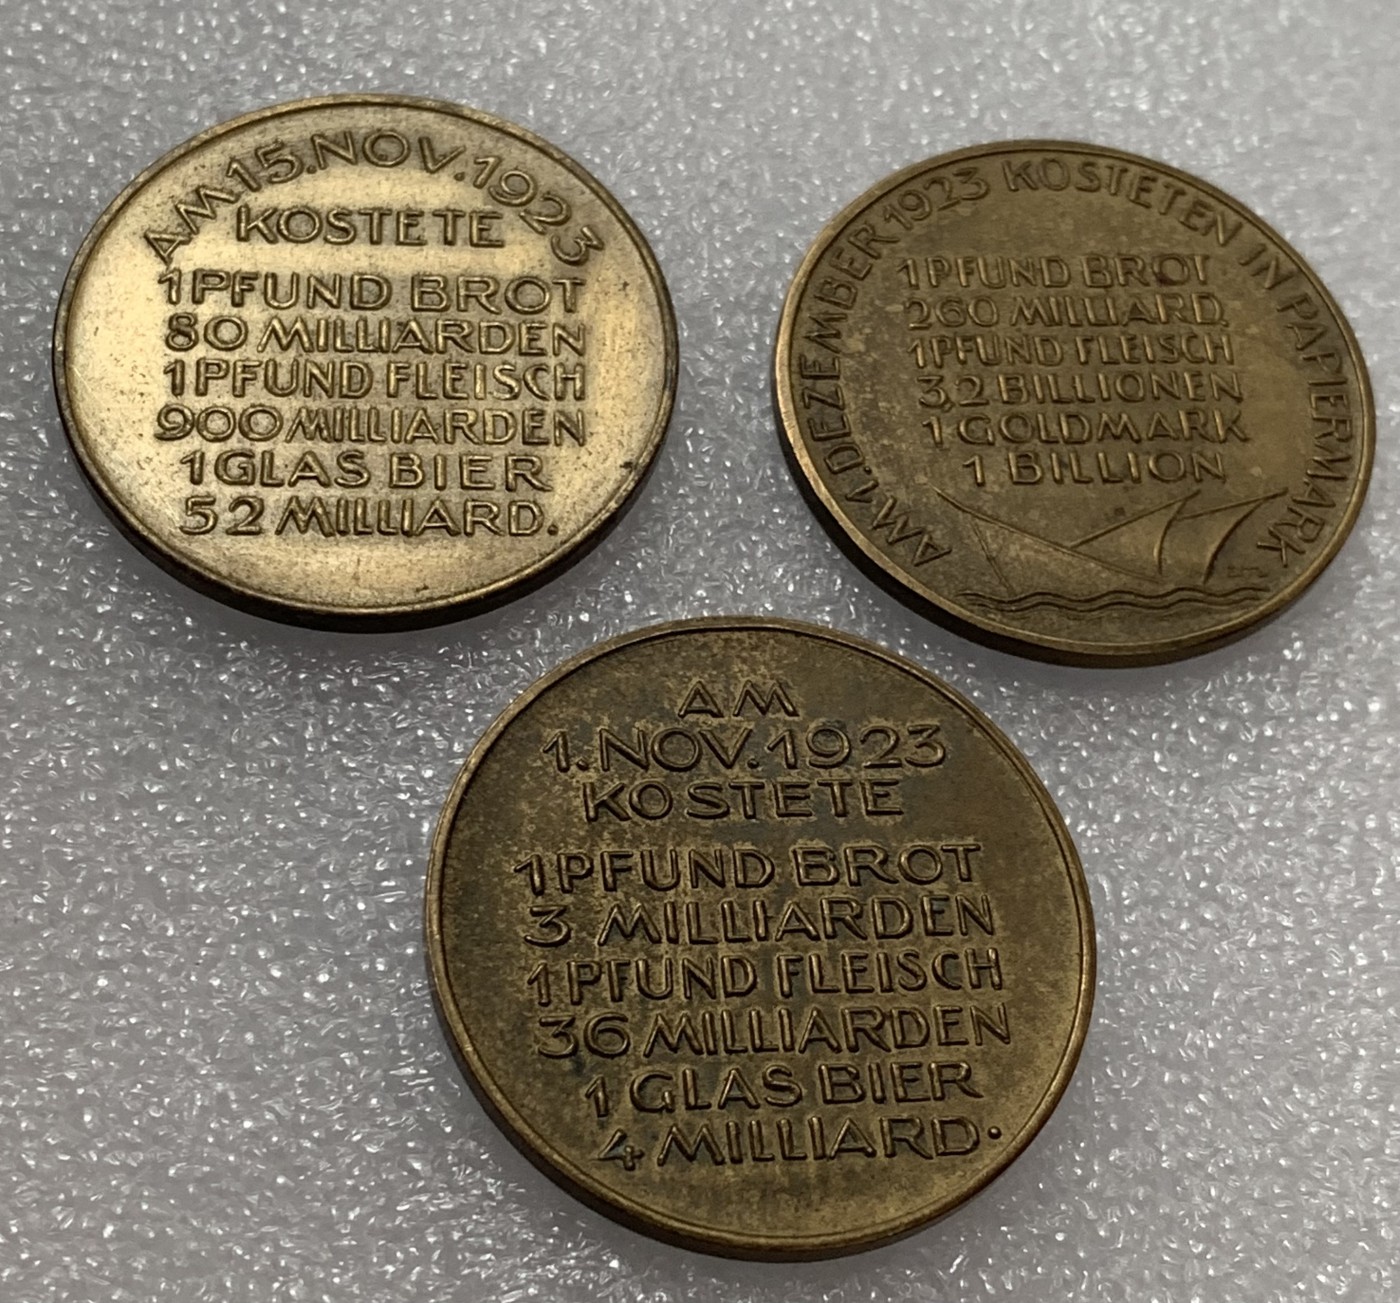 AM 15. NOV. 1923
KOSTETE
1 PFUND BROT
80 MILLIARDEN
1 PFUND FLEISCH
900 MILLIARDEN
1 GLAS BIER
52 MILLIARD.
AM 1. DEZEMBER 1923 KOSTETEN IN PAPIERMARK
1 PFUND BROT
260 MILLIARD.
1 PFUND FLEISCH
3,2 BILLIONEN
1 GOLDMARK
1 BILLION
AM
1. NOV. 1923
KOSTETE
1 PFUND BROT
3 MILLIARDEN
1 PFUND FLEISCH
36 MILLIARDEN
1 GLAS BIER
4 MILLIARD.